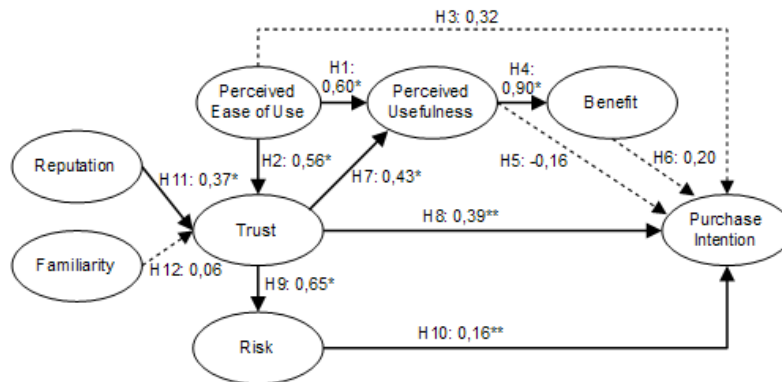 H3: 0,32
H1:
0,60*
H4:
0,90*
Perceived
Ease of Use
Perceived
Usefulness
Benefit
Reputation
H2: 0,56*
H5: -0,16
H6: 0,20
H11: 0,37*
H7: 0,43*
Trust
H8: 0,39**
Purchase
Intention
Familiarity
H12: 0,06
H9: 0,65*
Risk
H10: 0,16**